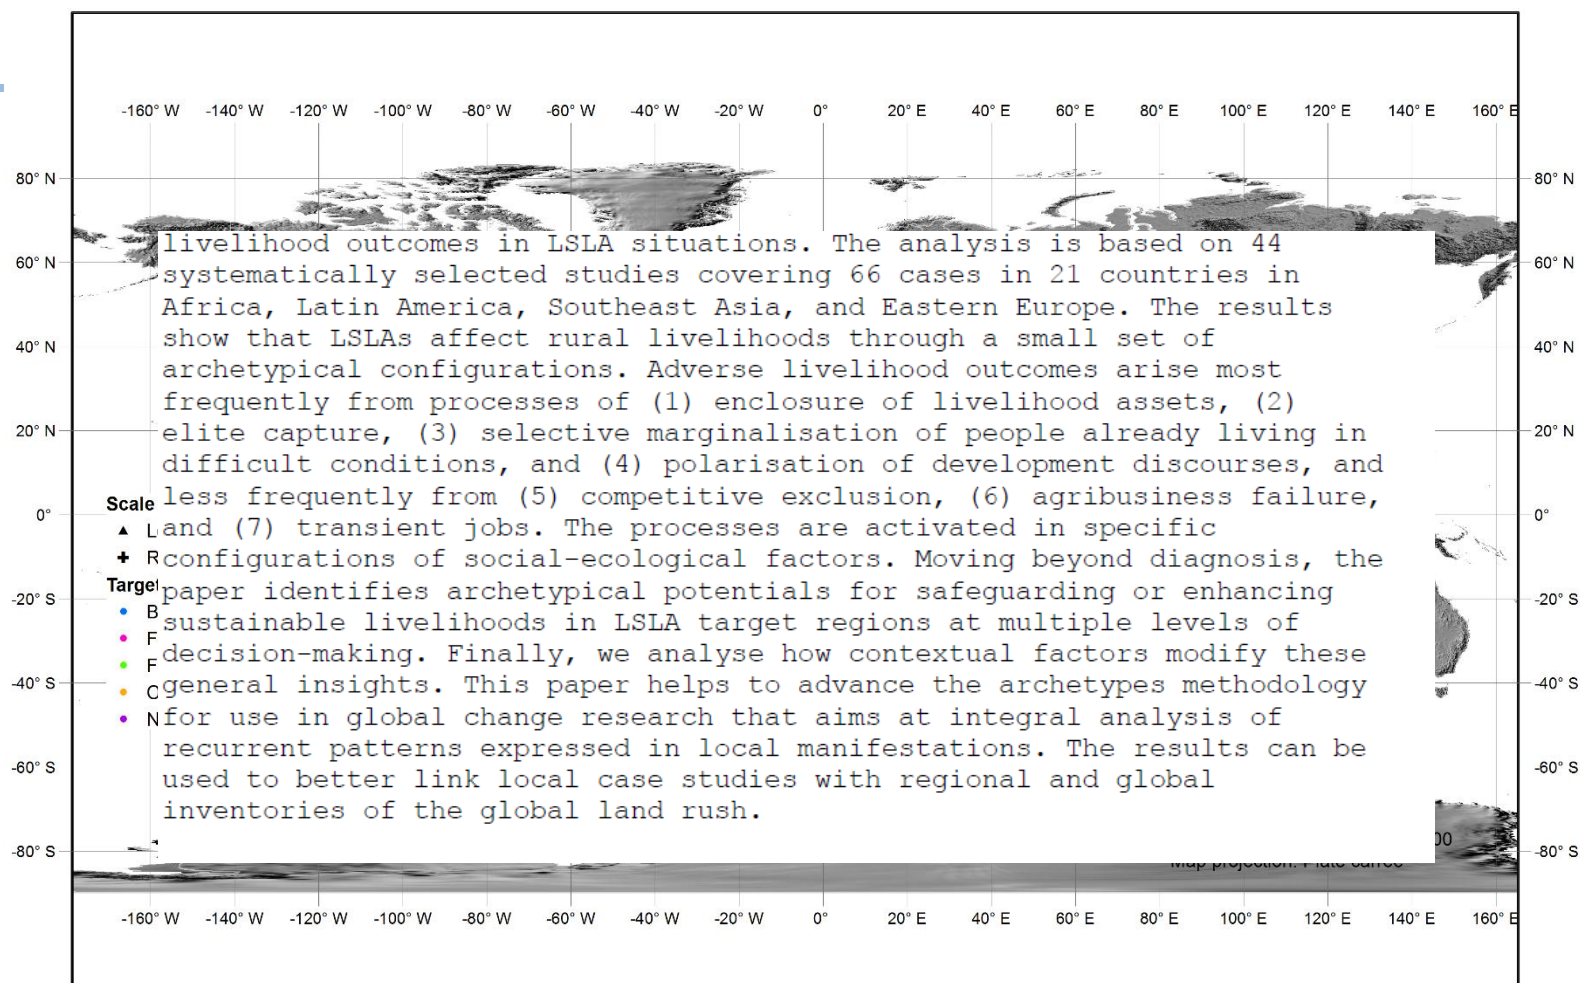 -160° W -140° W -120° W -100° W -80° W -60° W -40° W -20° W 0° 20° E 40° E 60° E 80° E 100° E 120° E 140° E 160° E
80° N 80° N
60° N 60° N
40° N 40° N
20° N 20° N
0° 0°
-20° S -20° S
-40° S -40° S
-60° S -60° S
-80° S -80° S
livelihood outcomes in LSLA situations. The analysis is based on 44
systematically selected studies covering 66 cases in 21 countries in
Africa, Latin America, Southeast Asia, and Eastern Europe. The results
show that LSLAs affect rural livelihoods through a small set of
archetypical configurations. Adverse livelihood outcomes arise most
frequently from processes of (1) enclosure of livelihood assets, (2)
elite capture, (3) selective marginalisation of people already living in
difficult conditions, and (4) polarisation of development discourses, and
less frequently from (5) competitive exclusion, (6) agribusiness failure,
and (7) transient jobs. The processes are activated in specific
configurations of social-ecological factors. Moving beyond diagnosis, the
paper identifies archetypical potentials for safeguarding or enhancing
sustainable livelihoods in LSLA target regions at multiple levels of
decision-making. Finally, we analyse how contextual factors modify these
general insights. This paper helps to advance the archetypes methodology
for use in global change research that aims at integral analysis of
recurrent patterns expressed in local manifestations. The results can be
used to better link local case studies with regional and global
inventories of the global land rush.
Scale
L
R
Target
B
F
F
O
N
00
Map projection: Plate carrée
-160° W -140° W -120° W -100° W -80° W -60° W -40° W -20° W 0° 20° E 40° E 60° E 80° E 100° E 120° E 140° E 160° E